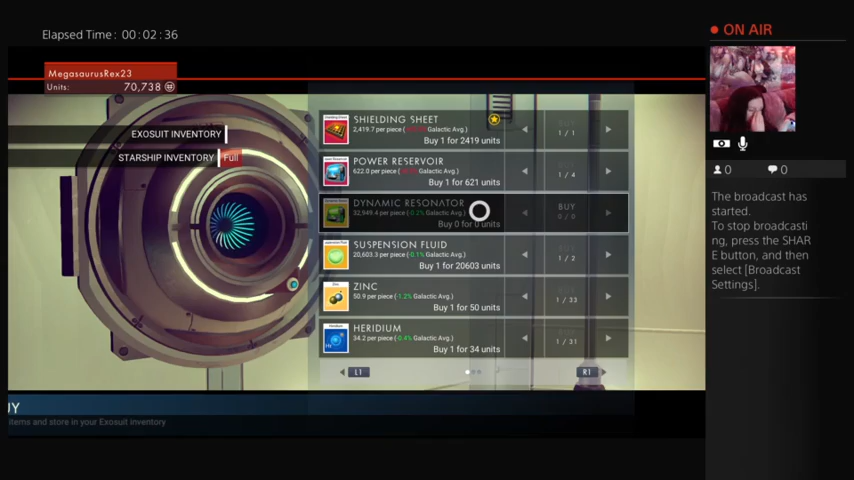 Elapsed Time : 00:02:36
ON AIR
MegasaurusRex23
Units: 70,738
EXOSUIT INVENTORY
STARSHIP INVENTORY Full
SHIELDING SHEET
2,419.7 per piece Galactic Avg.)
Buy 1 for 2419 units
BUY
1 / 1
POWER RESERVOIR
622.0 per piece Galactic Avg.)
Buy 1 for 621 units
BUY
1 / 4
DYNAMIC RESONATOR
32,949.4 per piece (-0.2% Galactic Avg.)
Buy 0 for 0 units
BUY
0 / 0
SUSPENSION FLUID
20,603.3 per piece (-0.1% Galactic Avg.)
Buy 1 for 20603 units
1 / 2
ZINC
50.9 per piece (-1.2% Galactic Avg.)
Buy 1 for 50 units
1 / 33
HERIDIUM
34.2 per piece (-0.4% Galactic Avg.)
Buy 1 for 34 units
1 / 31
L1
R1
UY
items and store in your Exosuit inventory
0 0
The broadcast has
started.
To stop broadcasti
ng, press the SHAR
E button, and then
select [Broadcast
Settings].